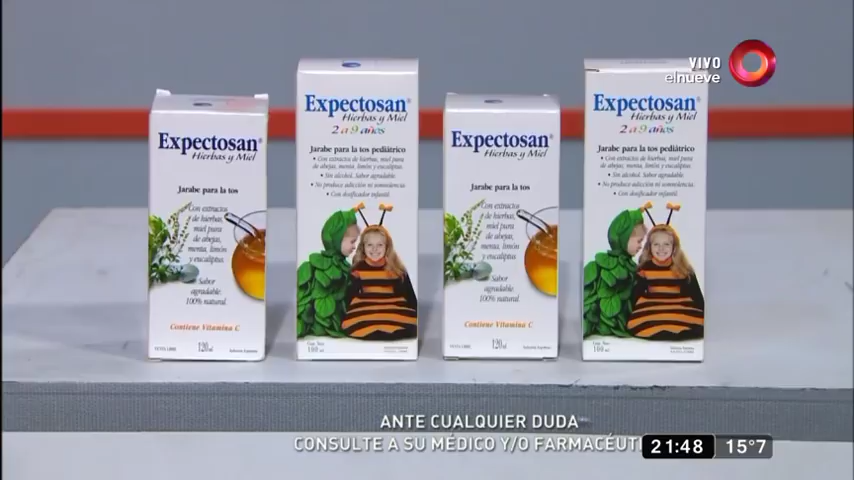 VIVO
elnueve
Expectosan®
Hierbas y Miel
Jarabe para la tos
Con extractos
de hierbas,
miel pura
de abejas,
menta, limón
y eucaliptus
Sabor
agradable.
100% natural.
Contiene Vitamina C
120 ml
Expectosan®
Hierbas y Miel
2 a 9 años
Jarabe para la tos pediátrico
• Con extractos de hierbas, miel pura
de abejas, menta, limón y eucaliptus.
• Sin alcohol. Sabor agradable
• No produce adicción ni somnolencia.
• Con dosificador infantil.
Expectosan®
Hierbas y Miel
Jarabe para la tos
Con extractos
de hierbas,
miel pura
de abejas,
menta, limón
y eucaliptus
Sabor
agradable.
100% natural.
Contiene Vitamina C
120 ml
Expectosan®
Hierbas y Miel
2 a 9 años
Jarabe para la tos pediátrico
• Con extractos de hierbas, miel pura
de abejas, menta, limón y eucaliptus.
• Sin alcohol. Sabor agradable
• No produce adicción ni somnolencia.
• Con dosificador infantil.
ANTE CUALQUIER DUDA
CONSULTE A SU MÉDICO Y/O FARMACÉUTI
21:48 15°7